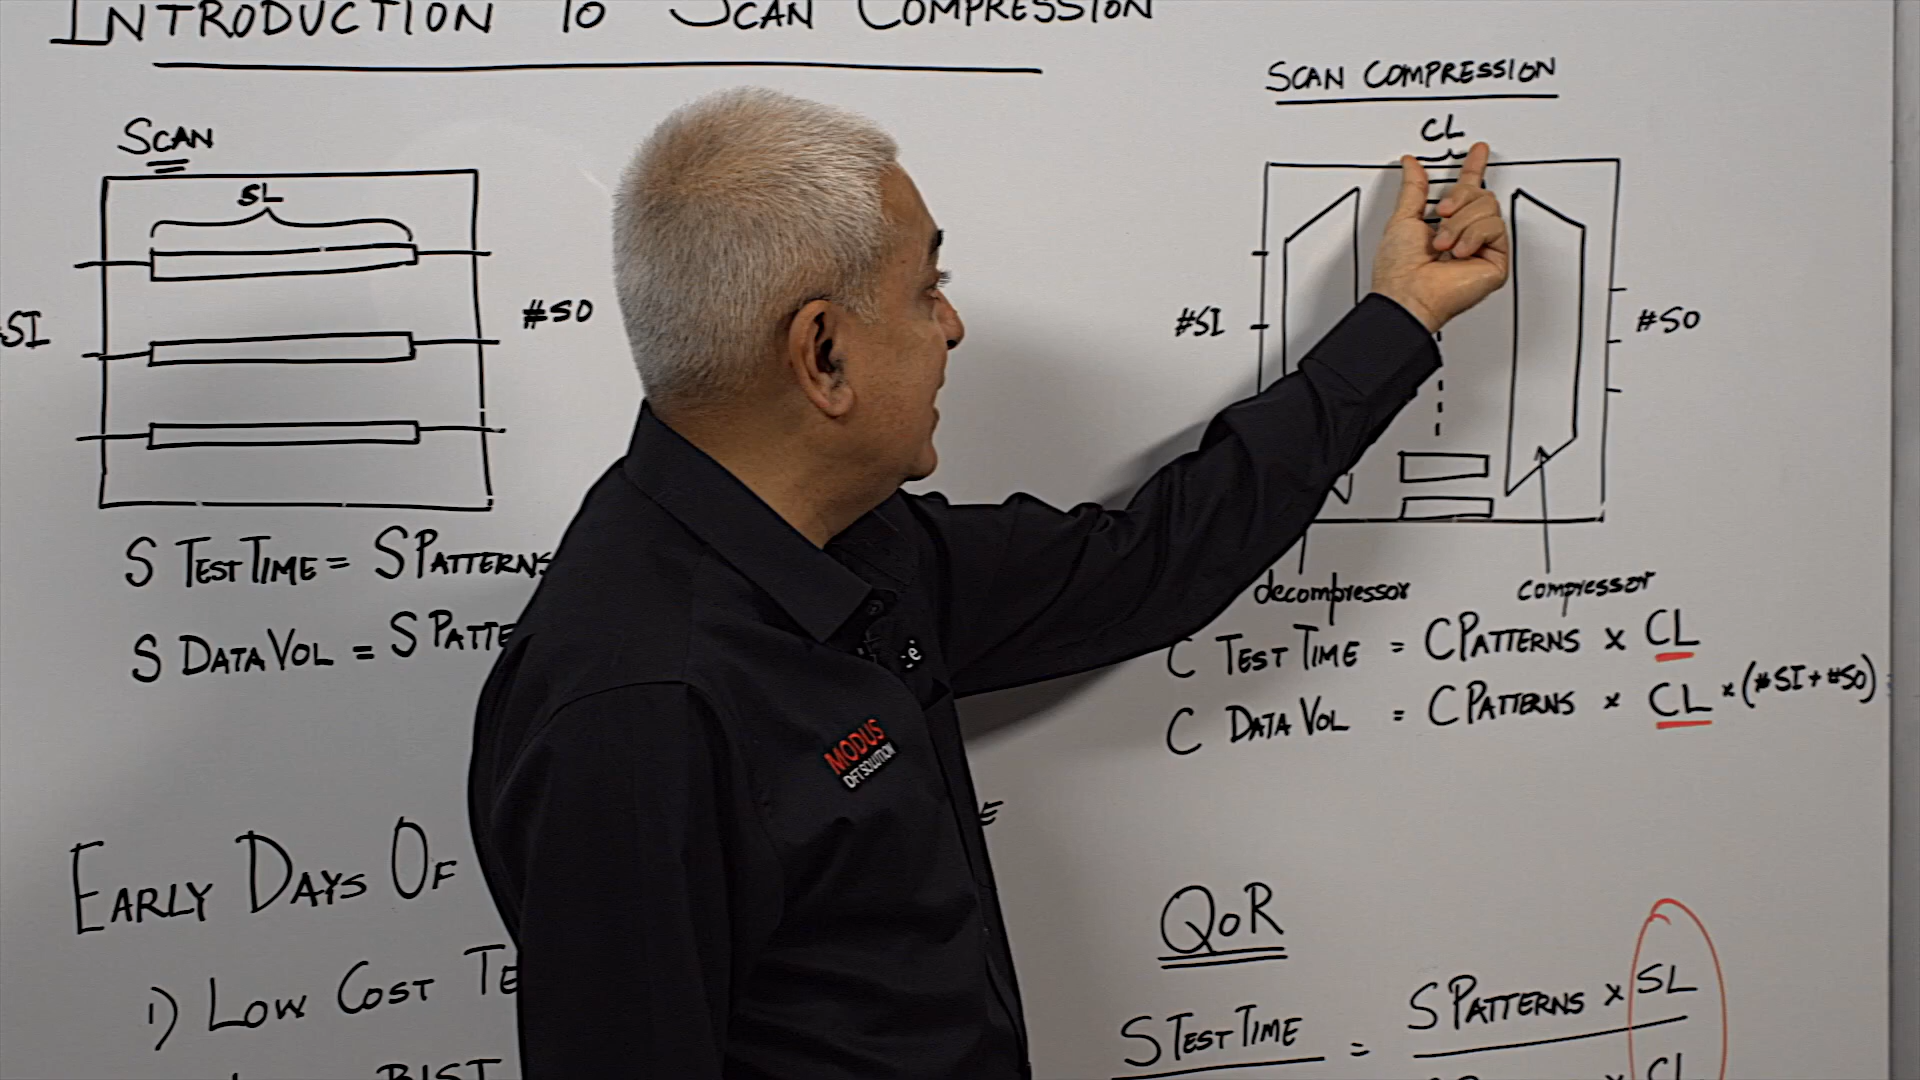 INTRODUCTION TO SCAN COMPRESSION
SCAN
SL
SI
#SO
S TEST TIME = S PATTERNS
S DATA VOL = S PATTE
EARLY DAYS OF
1) LOW COST TE
BIST
MODUS
DFT SOLUTION
SCAN COMPRESSION
CL
#SI
#SO
decompressor
compressor
C TEST TIME = C PATTERNS x CL
C DATA VOL = C PATTERNS x CL x (#SI + #SO)
QoR
S TEST TIME = S PATTERNS x SL
x CL